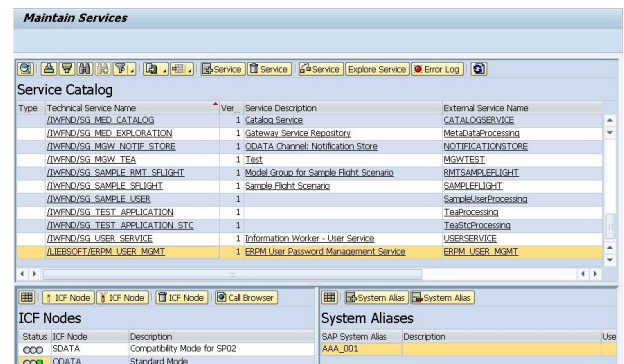 Maintain Services
Service Service Service Explore Service Error Log
Service Catalog
Type Technical Service Name Ver_ Service Description External Service Name
/IWFND/SG_MED_CATALOG 1 Catalog Service CATALOGSERVICE
/IWFND/SG_MED_EXPLORATION 1 Gateway Service Repository MetaDataProcessing
/IWFND/SG_MGW_NOTIF_STORE 1 ODATA Channel: Notification Store NOTIFICATIONSTORE
/IWFND/SG_MGW_TEA 1 Test MGWTEST
/IWFND/SG_SAMPLE_RMT_SFLIGHT 1 Model Group for Sample Flight Scenario RMTSAMPLEFLIGHT
/IWFND/SG_SAMPLE_SFLIGHT 1 Sample Flight Scenario SAMPLEFLIGHT
/IWFND/SG_SAMPLE_USER 1 SampleUserProcessing
/IWFND/SG_TEST_APPLICATION 1 TeaProcessing
/IWFND/SG_TEST_APPLICATION_STC 1 TeaStcProcessing
/IWFND/SG_USER_SERVICE 1 Information Worker - User Service USERSERVICE
/LIEBSOFT/ERPM_USER_MGMT 1 ERPM User Password Management Service ERPM_USER_MGMT
ICF Node ICF Node ICF Node Call Browser System Alias System Alias
ICF Nodes System Aliases
Status ICF Node Description SAP System Alias Description Use
SDATA Compatibility Mode for SP02 AAA_001
ODATA Standard Mode